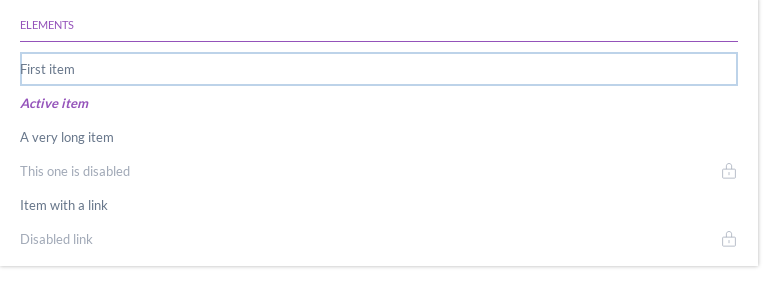 ELEMENTS
First item
Active item
A very long item
This one is disabled
Item with a link
Disabled link